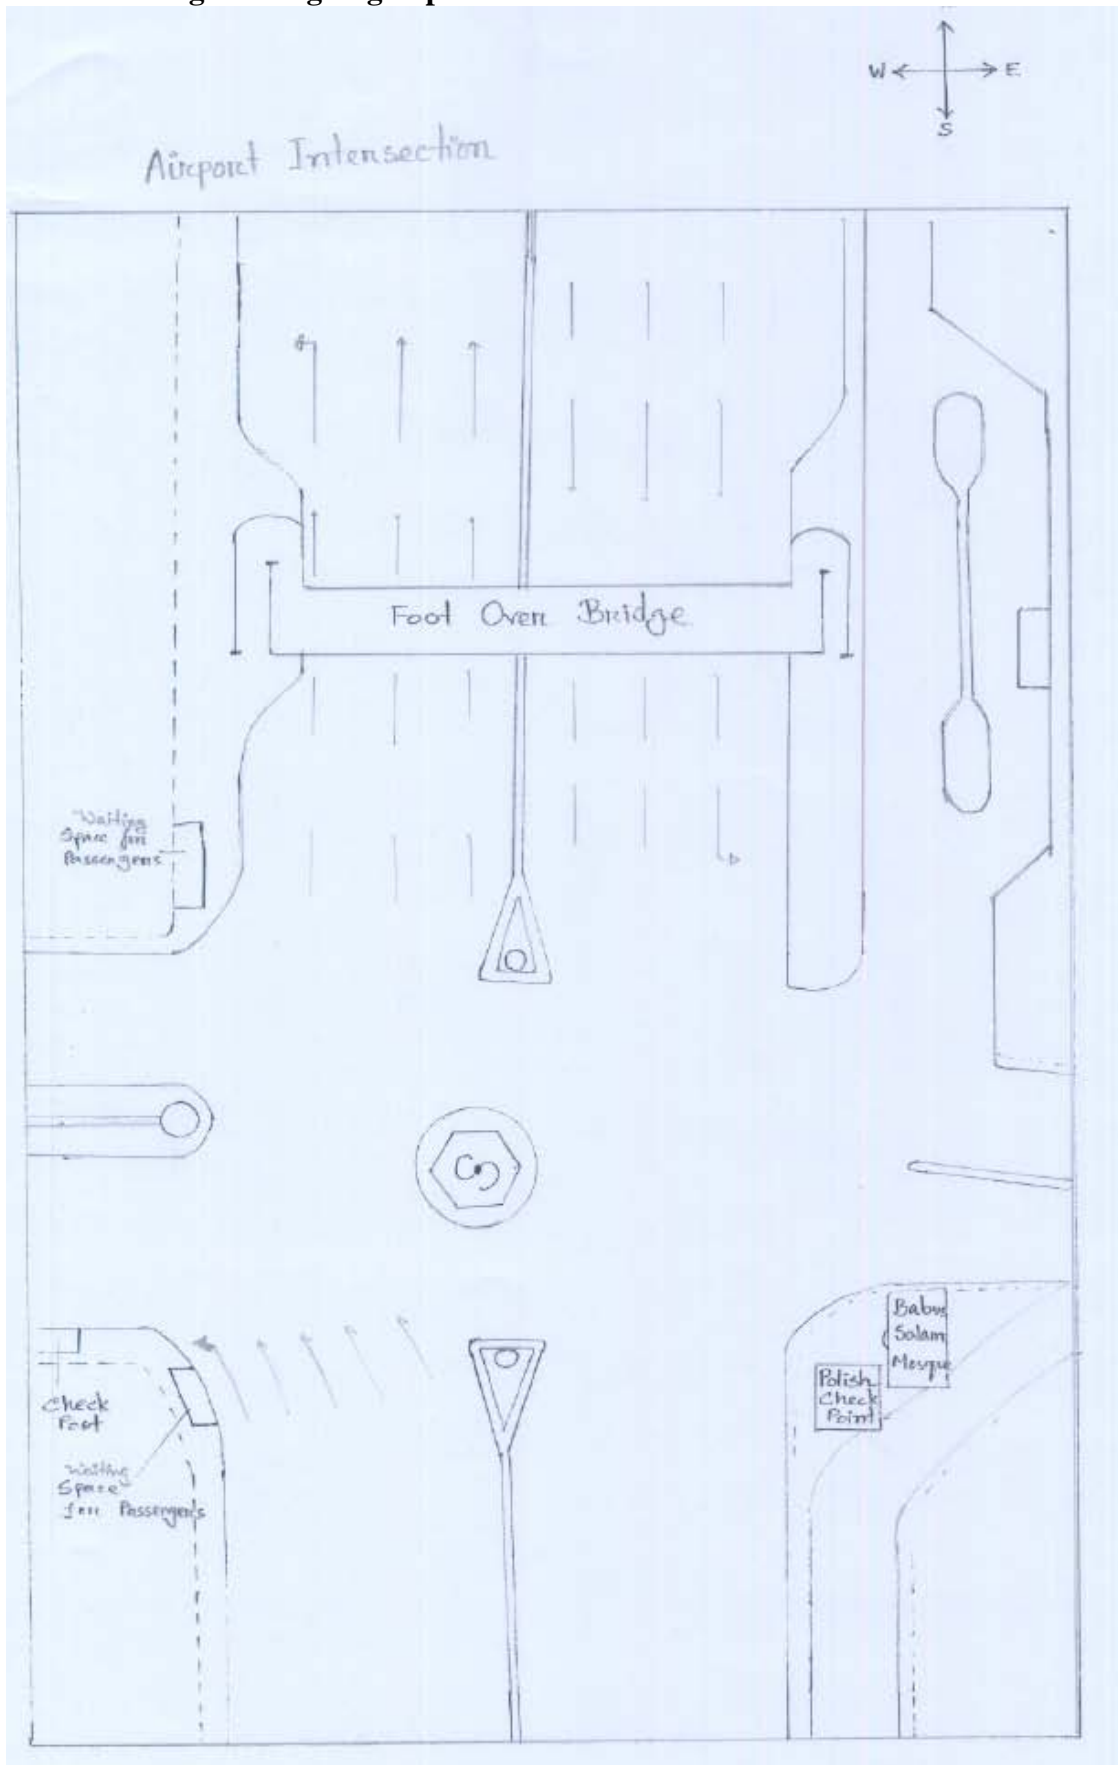 W E
S
Airport Intersection
Foot Over Bridge
Waiting
Space for
Passengers
Babus
Salam
Mosque
Polish
Check
Point
Check
Post
Waiting
Space
for Passengers